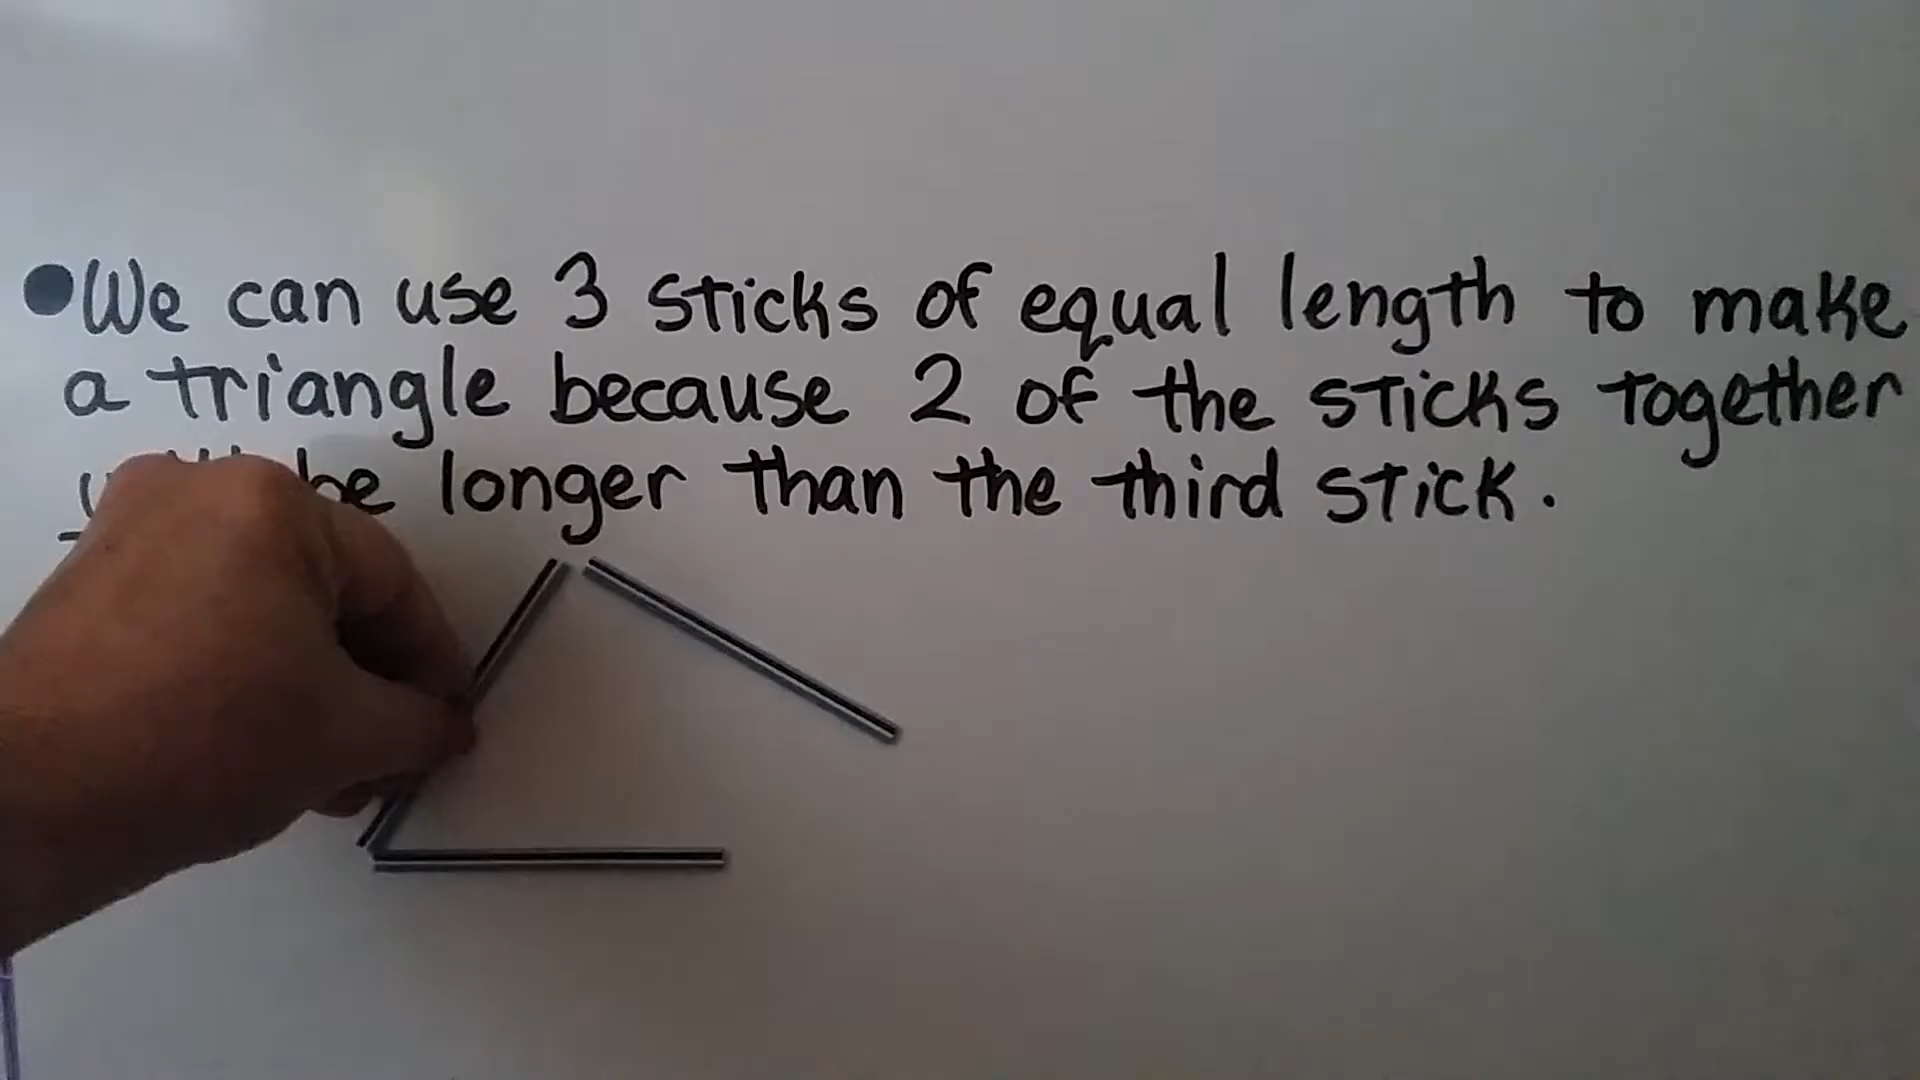 We can use 3 sticks of equal length to make
a triangle because 2 of the sticks together
be longer than the third stick.